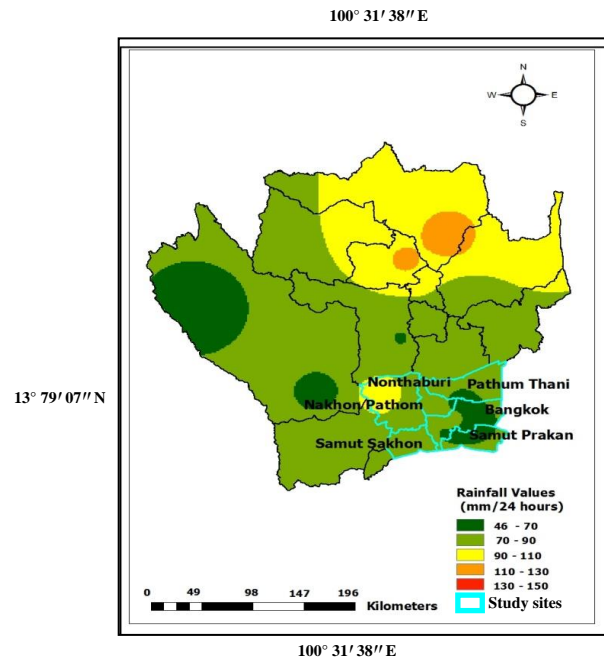 100° 31′ 38″ E
N
W E
S
13° 79′ 07″ N
Nonthaburi
Pathum Thani
Nakhon/Pathom
Bangkok
Samut Sakhon
Samut Prakan
Rainfall Values
(mm/24 hours)
46 - 70
70 - 90
90 - 110
110 - 130
130 - 150
Study sites
0 49 98 147 196
Kilometers
100° 31′ 38″ E